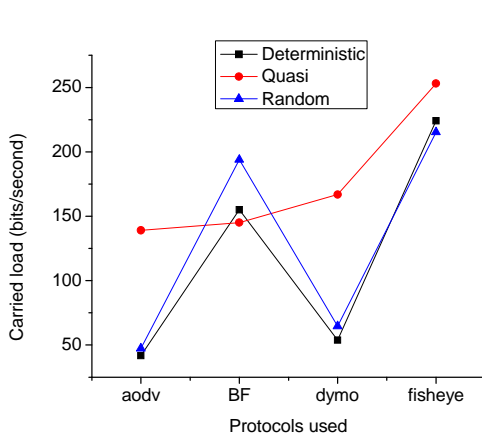 Deterministic
Quasi
Random
250
200
150
100
50
Carried load (bits/second)
aodv BF dymo fisheye
Protocols used